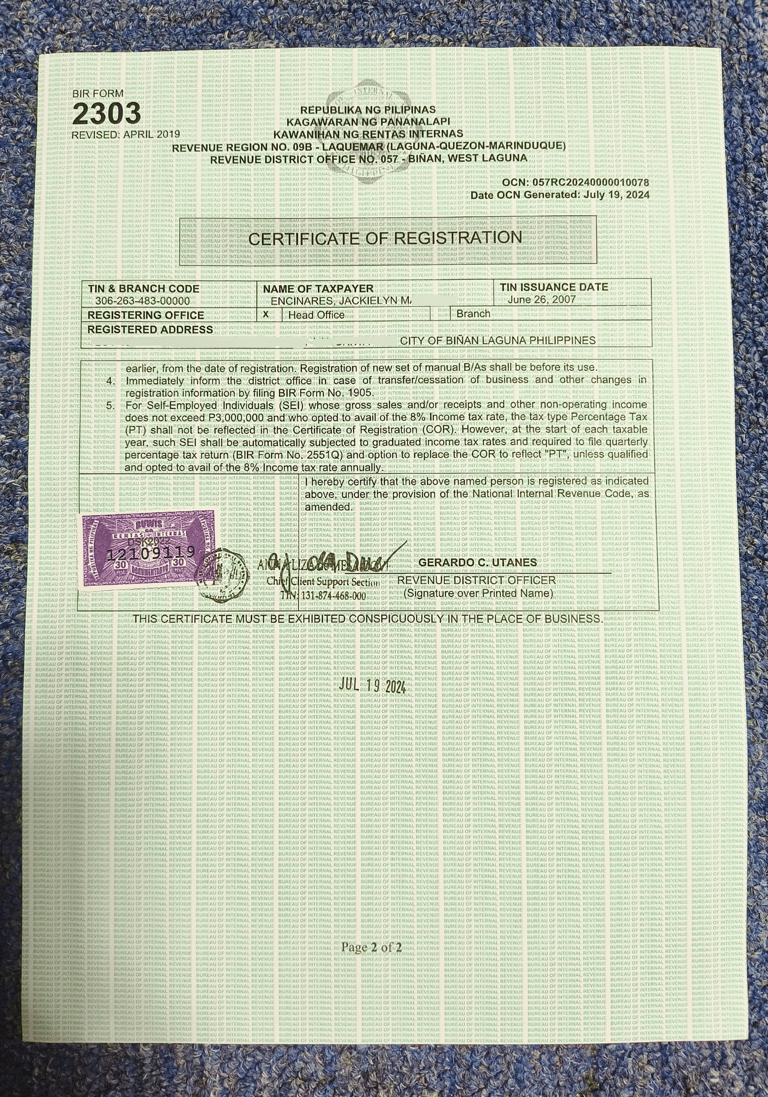 BIR FORM
2303
REVISED: APRIL 2019
REPUBLIKA NG PILIPINAS
KAGAWARAN NG PANANALAPI
KAWANIHAN NG RENTAS INTERNAS
REVENUE REGION NO. 09B - LAQUEMAR (LAGUNA-QUEZON-MARINDUQUE)
REVENUE DISTRICT OFFICE NO. 057 - BIÑAN, WEST LAGUNA
OCN: 057RC20240000010078
Date OCN Generated: July 19, 2024
CERTIFICATE OF REGISTRATION
TIN & BRANCH CODE NAME OF TAXPAYER TIN ISSUANCE DATE
306-263-483-00000 ENCINARES, JACKIELYN M. June 26, 2007
REGISTERING OFFICE X Head Office Branch
REGISTERED ADDRESS
CITY OF BIÑAN LAGUNA PHILIPPINES
earlier, from the date of registration. Registration of new set of manual B/As shall be before its use.
4. Immediately inform the district office in case of transfer/cessation of business and other changes in
registration information by filing BIR Form No. 1905.
5. For Self-Employed Individuals (SEI) whose gross sales and/or receipts and other non-operating income
does not exceed P3,000,000 and who opted to avail of the 8% Income tax rate, the tax type Percentage Tax
(PT) shall not be reflected in the Certificate of Registration (COR). However, at the start of each taxable
year, such SEI shall be automatically subjected to graduated income tax rates and required to file quarterly
percentage tax return (BIR Form No. 2551Q) and option to replace the COR to reflect "PT", unless qualified
and opted to avail of the 8% Income tax rate annually.
I hereby certify that the above named person is registered as indicated
above, under the provision of the National Internal Revenue Code, as
amended.
BUWIS
SA
RENTAS INTERNAL
12109119
30 30
GERARDO C. UTANES
Chief Client Support Section
REVENUE DISTRICT OFFICER
TIN: 131-874-468-000
(Signature over Printed Name)
THIS CERTIFICATE MUST BE EXHIBITED CONSPICUOUSLY IN THE PLACE OF BUSINESS.
JUL 19 2024
Page 2 of 2